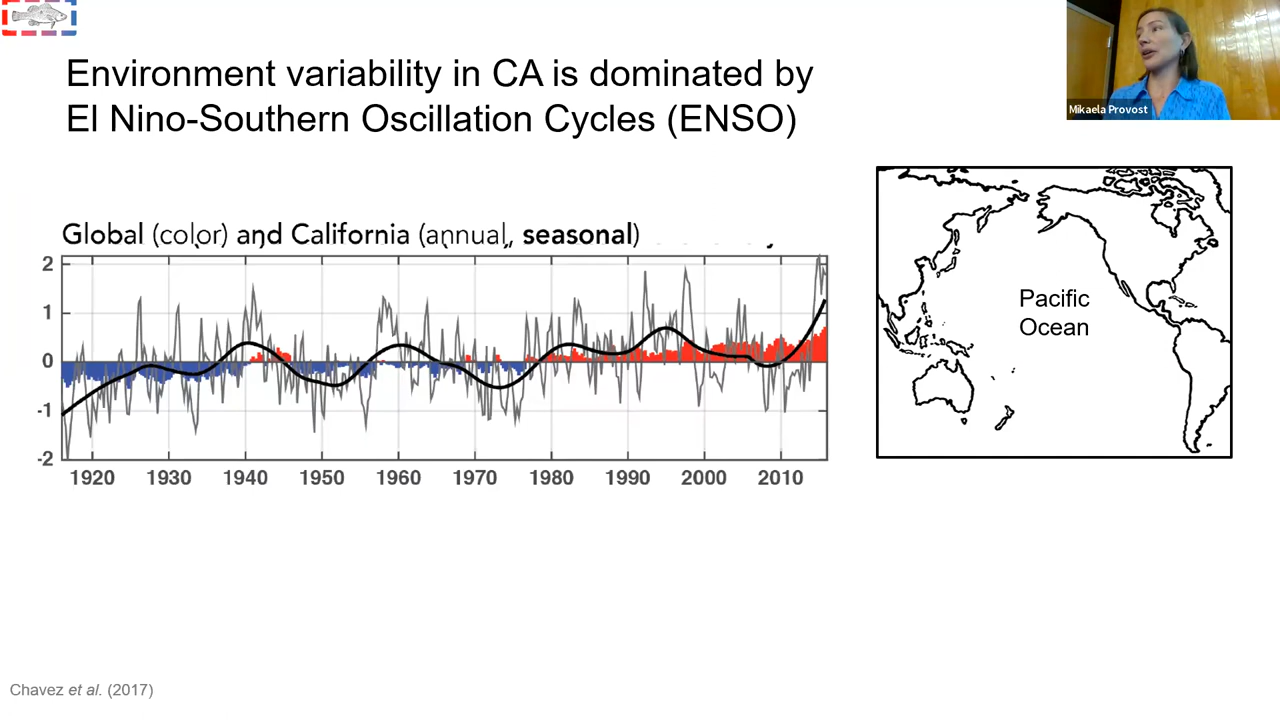 Environment variability in CA is dominated by
El Nino-Southern Oscillation Cycles (ENSO)
Mikaela Provost
Global (color) and California (annual, seasonal)
2
1
0
-1
-2
1920 1930 1940 1950 1960 1970 1980 1990 2000 2010
Pacific
Ocean
Chavez et al. (2017)